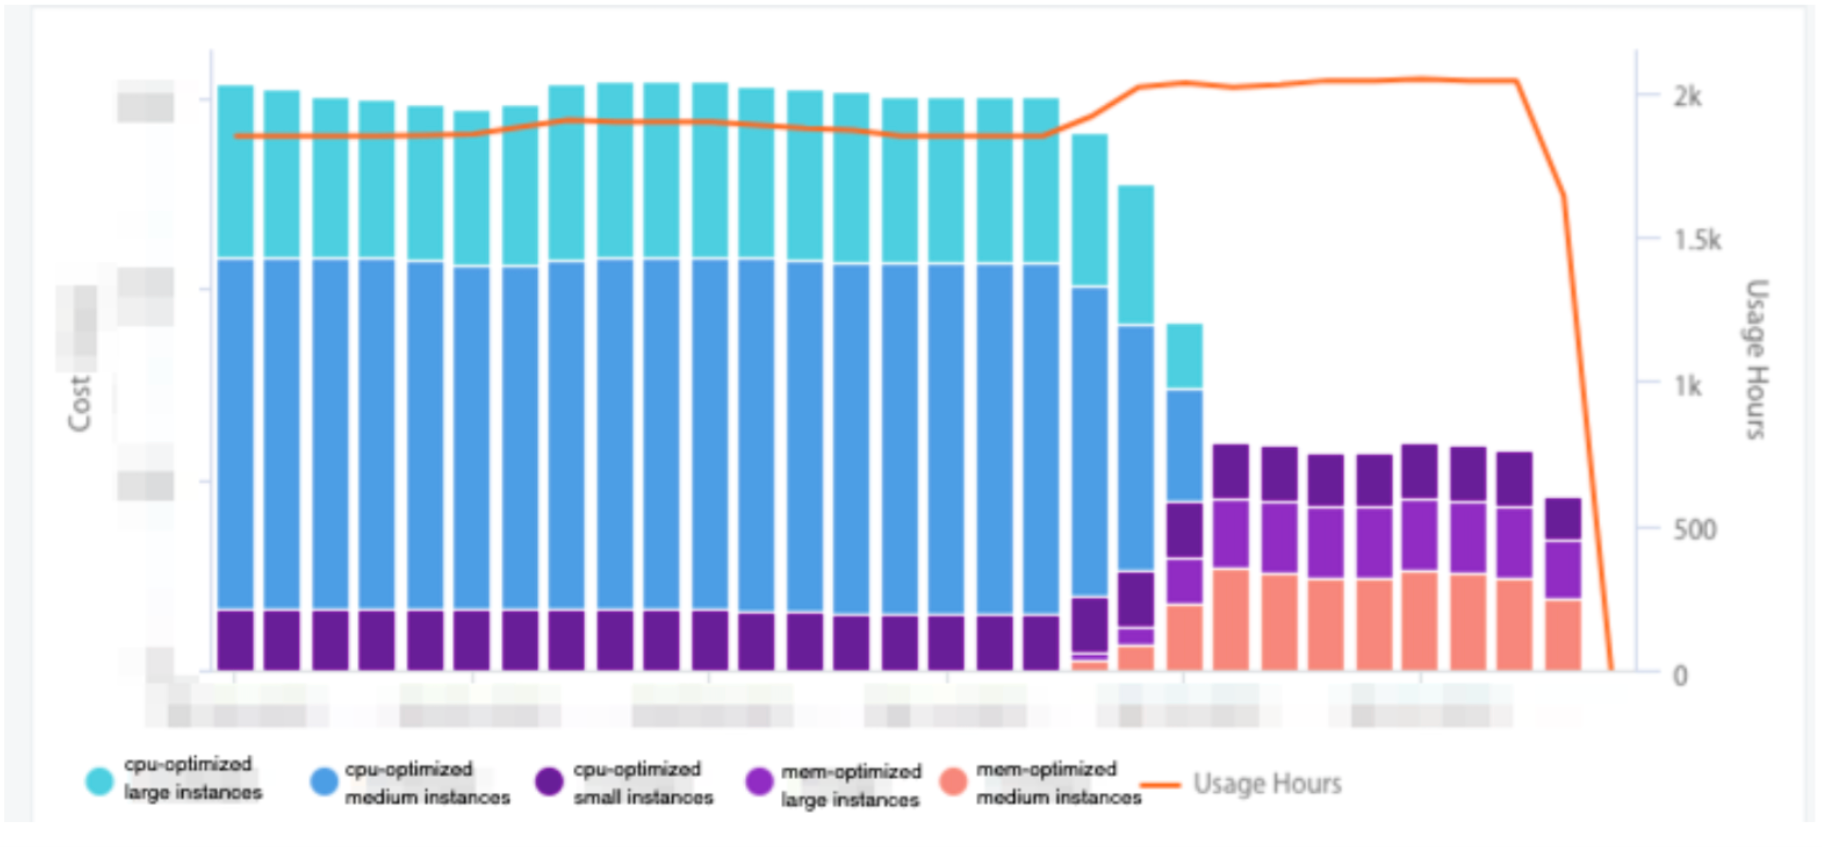 Cost
2k
1.5k
1k
500
0
Usage Hours
cpu-optimized
large instances
cpu-optimized
medium instances
cpu-optimized
small instances
mem-optimized
large instances
mem-optimized
medium instances
Usage Hours